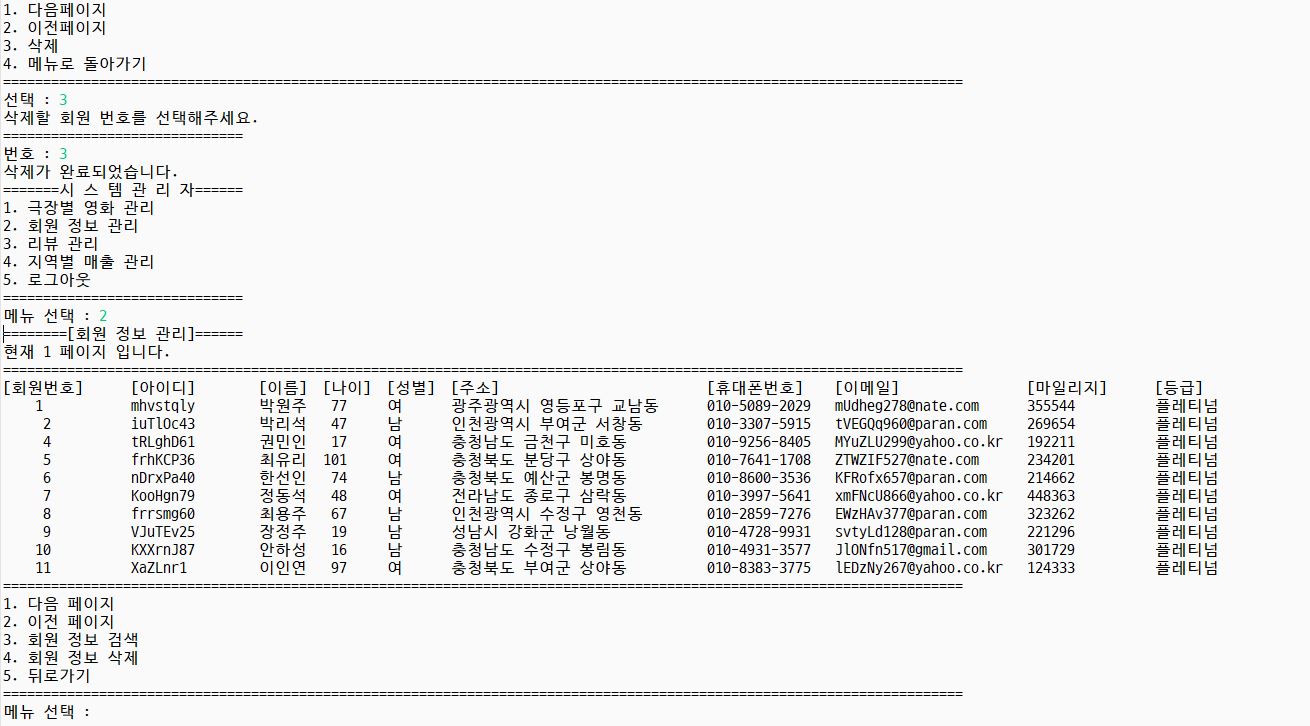 1. 다음페이지
2. 이전페이지
3. 삭제
4. 메뉴로 돌아가기
========================================================================================================================
선택 : 3
삭제할 회원 번호를 선택해주세요.
==============================
번호 : 3
삭제가 완료되었습니다.
=======시 스 템 관 리 자======
1. 극장별 영화 관리
2. 회원 정보 관리
3. 리뷰 관리
4. 지역별 매출 관리
5. 로그아웃
==============================
메뉴 선택 : 2
========[회원 정보 관리]======
현재 1 페이지 입니다.
========================================================================================================================
[회원번호] [아이디] [이름] [나이] [성별] [주소] [휴대폰번호] [이메일] [마일리지] [등급]
1 mhvstqly 박원주 77 여 광주광역시 영등포구 교남동 010-5089-2029 mUdheg278@nate.com 355544 플레티넘
2 iuTlOc43 박리석 47 남 인천광역시 부여군 서창동 010-3307-5915 tVEGQq960@paran.com 269654 플레티넘
4 tRLghD61 권민인 17 여 충청남도 금천구 미호동 010-9256-8405 MYuZLU299@yahoo.co.kr 192211 플레티넘
5 frhKCP36 최유리 101 여 충청북도 분당구 상야동 010-7641-1708 ZTWZIF527@nate.com 234201 플레티넘
6 nDrxPa40 한선인 74 남 충청북도 예산군 봉명동 010-8600-3536 KFRofx657@paran.com 214662 플레티넘
7 KooHgn79 정동석 48 여 전라남도 종로구 삼락동 010-3997-5641 xmFNcU866@yahoo.co.kr 448363 플레티넘
8 frrsmg60 최용주 67 남 인천광역시 수정구 영천동 010-2859-7276 EWzHAv377@paran.com 323262 플레티넘
9 VJuTEv25 장정주 19 남 성남시 강화군 낭월동 010-4728-9931 svtyLd128@paran.com 221296 플레티넘
10 KXXrnJ87 안하성 16 남 충청남도 수정구 봉림동 010-4931-3577 JlONfn517@gmail.com 301729 플레티넘
11 XaZLnr1 이인연 97 여 충청북도 부여군 상야동 010-8383-3775 lEDzNy267@yahoo.co.kr 124333 플레티넘
========================================================================================================================
1. 다음 페이지
2. 이전 페이지
3. 회원 정보 검색
4. 회원 정보 삭제
5. 뒤로가기
========================================================================================================================
메뉴 선택 :